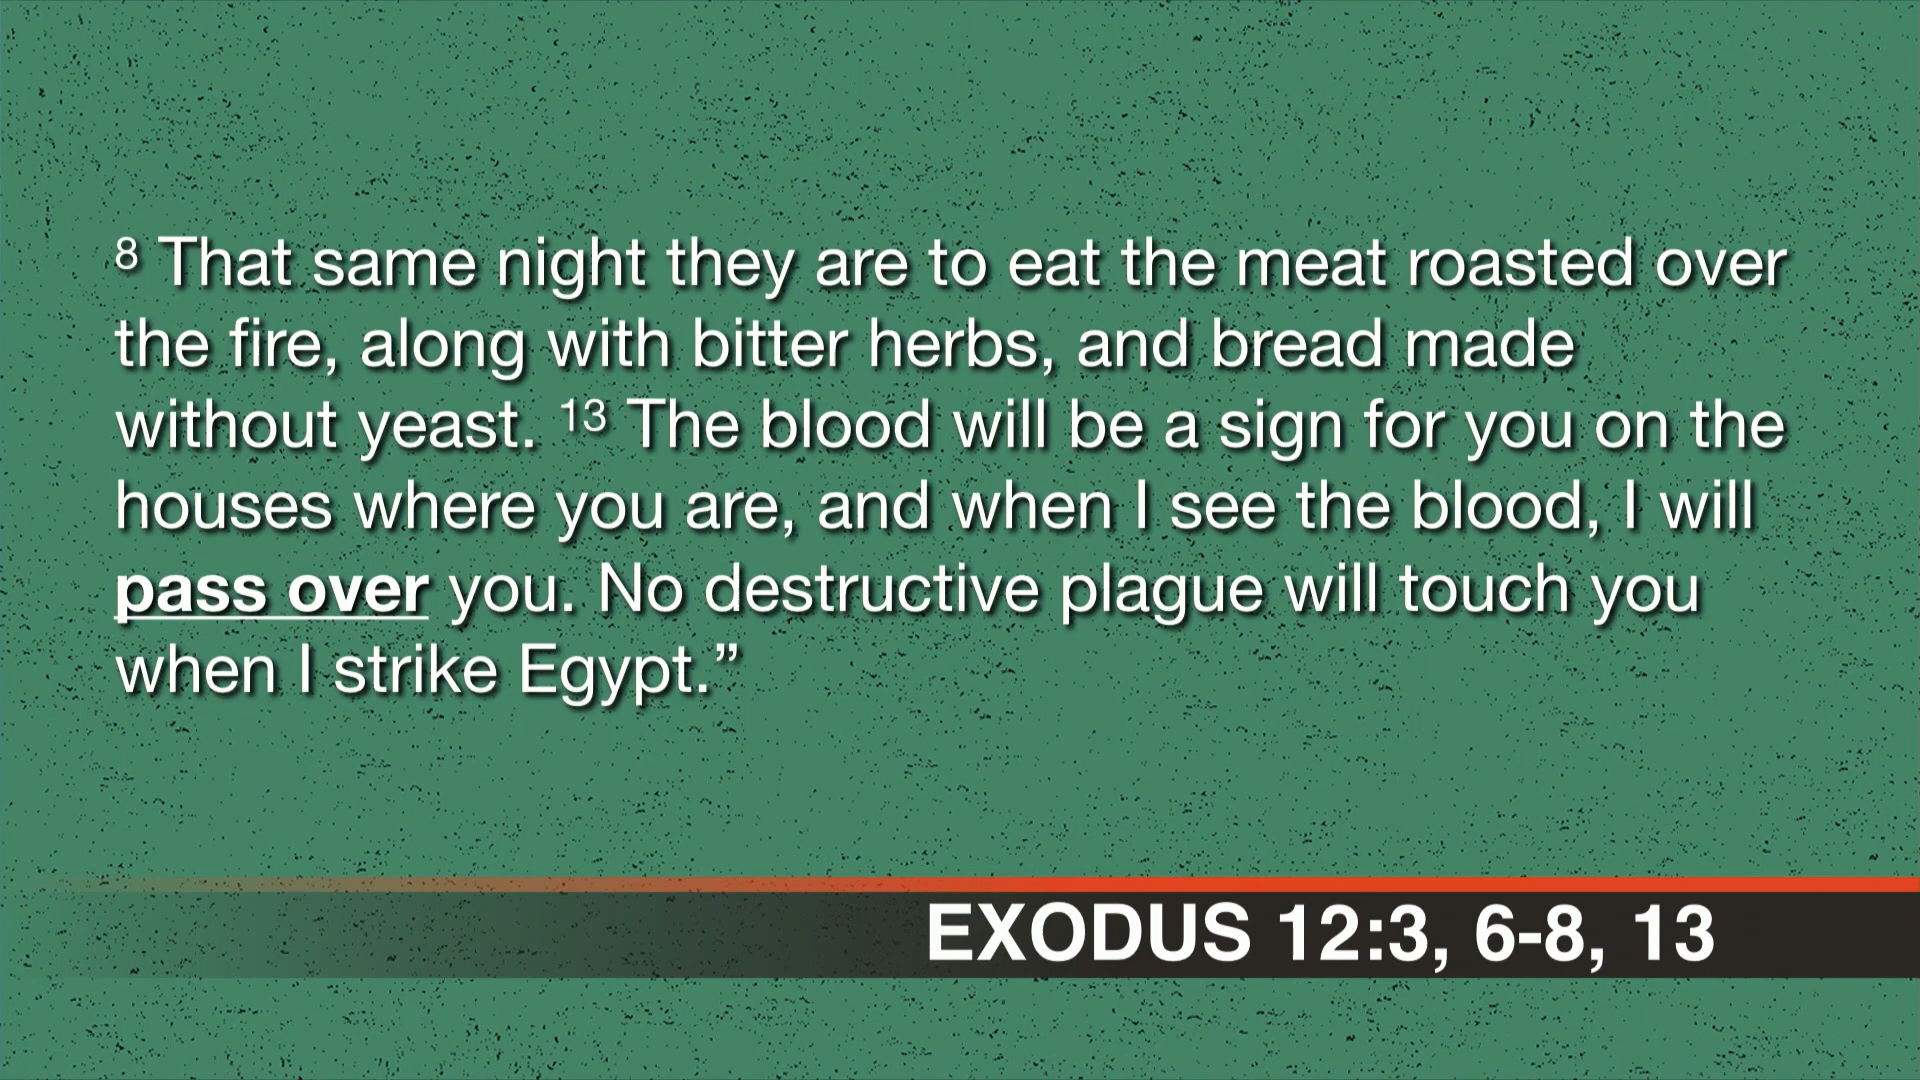 ⁸ That same night they are to eat the meat roasted over
the fire, along with bitter herbs, and bread made
without yeast. ¹³ The blood will be a sign for you on the
houses where you are, and when I see the blood, I will
pass over you. No destructive plague will touch you
when I strike Egypt.”
EXODUS 12:3, 6-8, 13